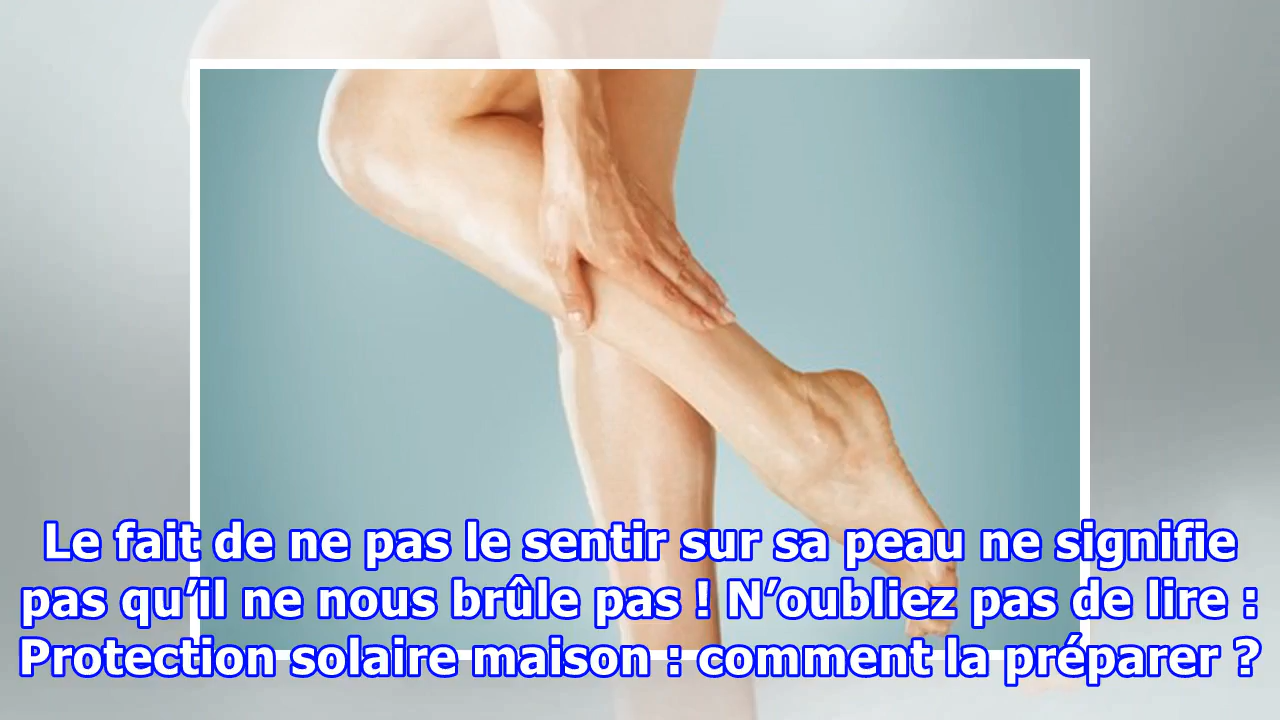 Le fait de ne pas le sentir sur sa peau ne signifie
pas qu’il ne nous brûle pas ! N’oubliez pas de lire :
Protection solaire maison : comment la préparer ?